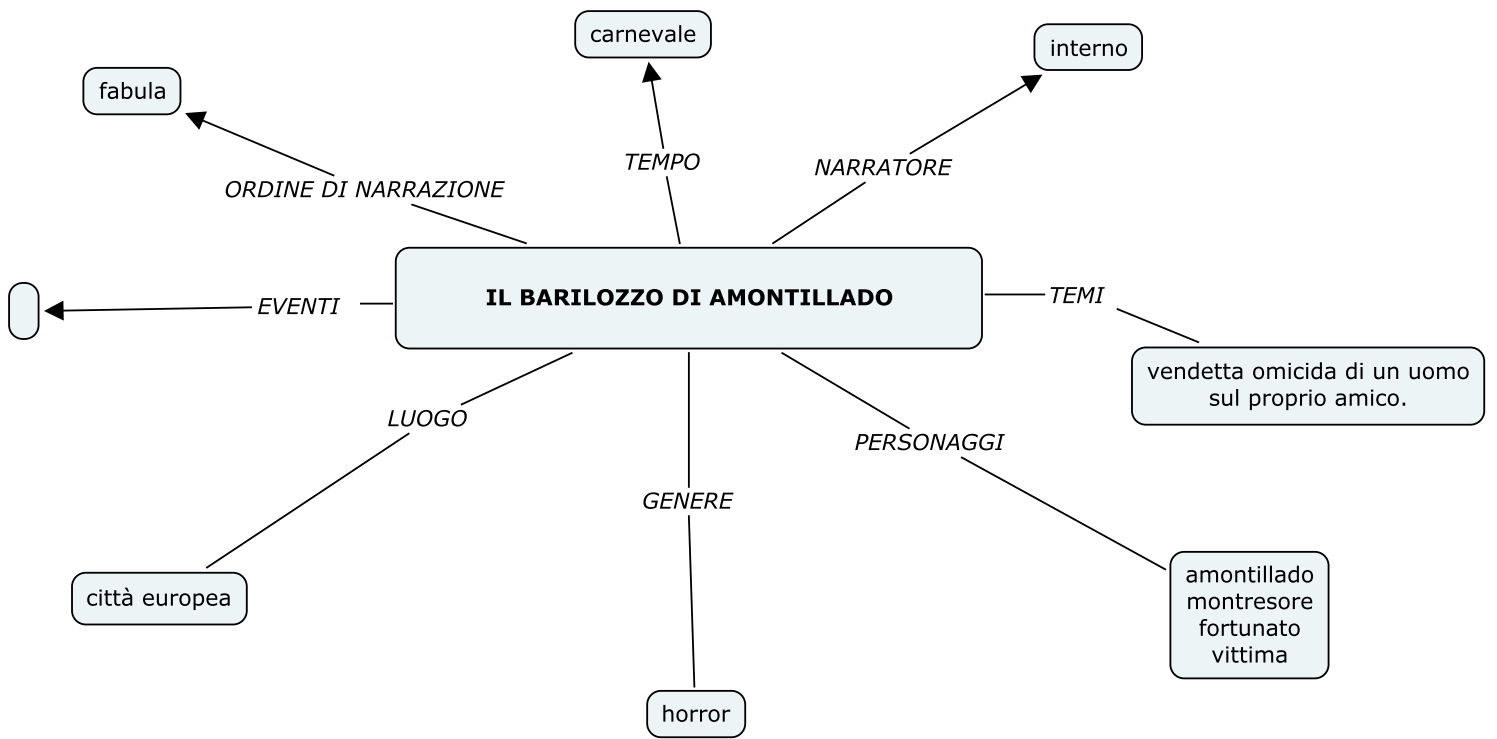 carnevale
interno
fabula
TEMPO
NARRATORE
ORDINE DI NARRAZIONE
EVENTI
IL BARILOZZO DI AMONTILLADO
TEMI
vendetta omicida di un uomo
sul proprio amico.
LUOGO
PERSONAGGI
GENERE
città europea
amontillado
montresore
fortunato
vittima
horror